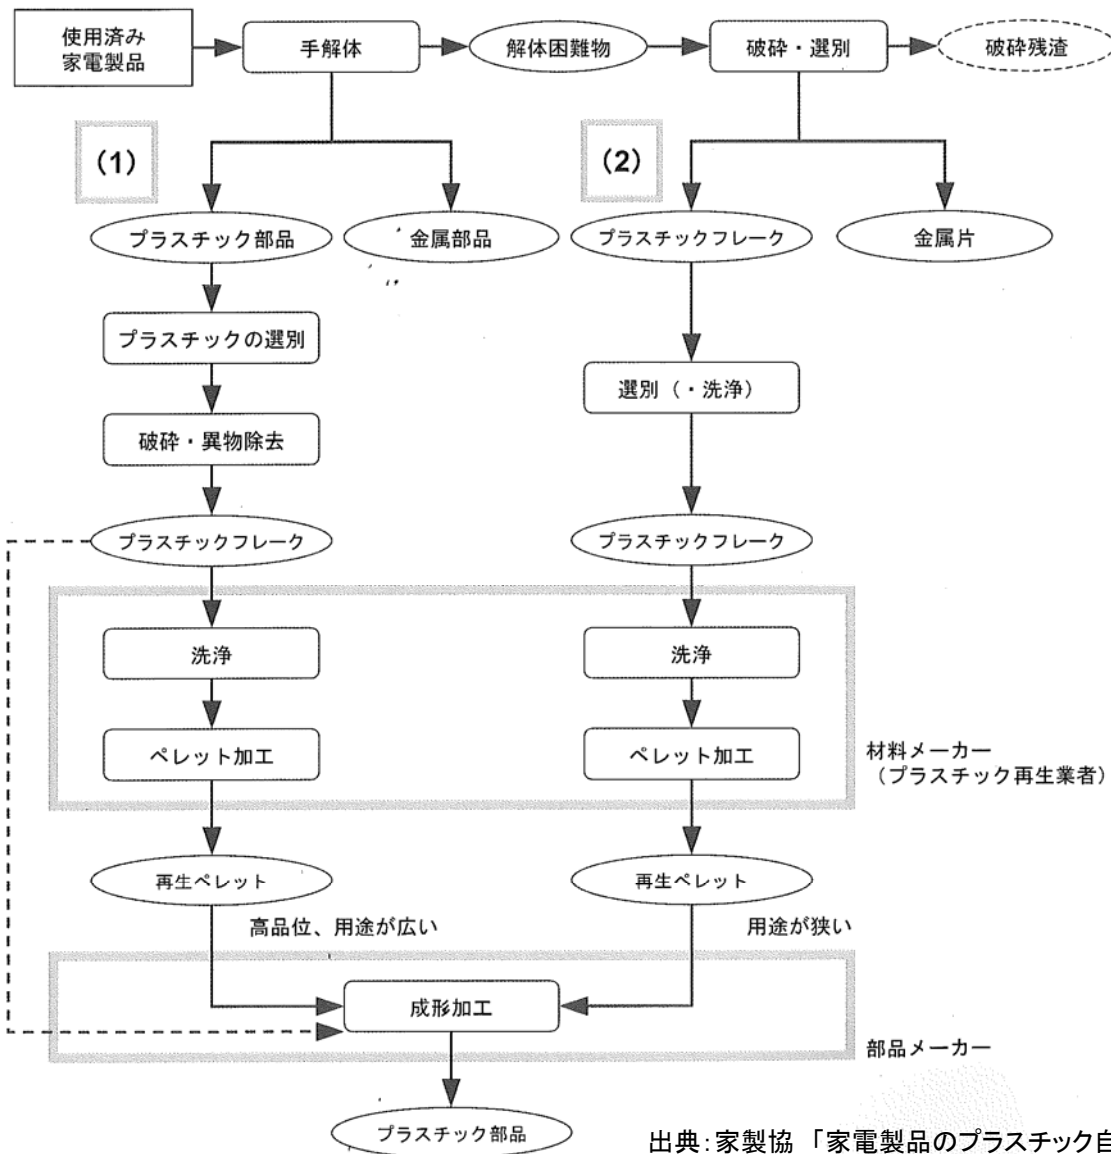 使用済み
家電製品
手解体
解体困難物
破砕・選別
破砕残渣
(1)
(2)
プラスチック部品
金属部品
プラスチックフレーク
金属片
プラスチックの選別
選別（・洗浄）
破砕・異物除去
プラスチックフレーク
プラスチックフレーク
洗浄
洗浄
ペレット加工
ペレット加工
材料メーカー
（プラスチック再生業者）
再生ペレット
再生ペレット
高品位、用途が広い
用途が狭い
成形加工
部品メーカー
プラスチック部品
出典：家製協 「家電製品のプラスチック自